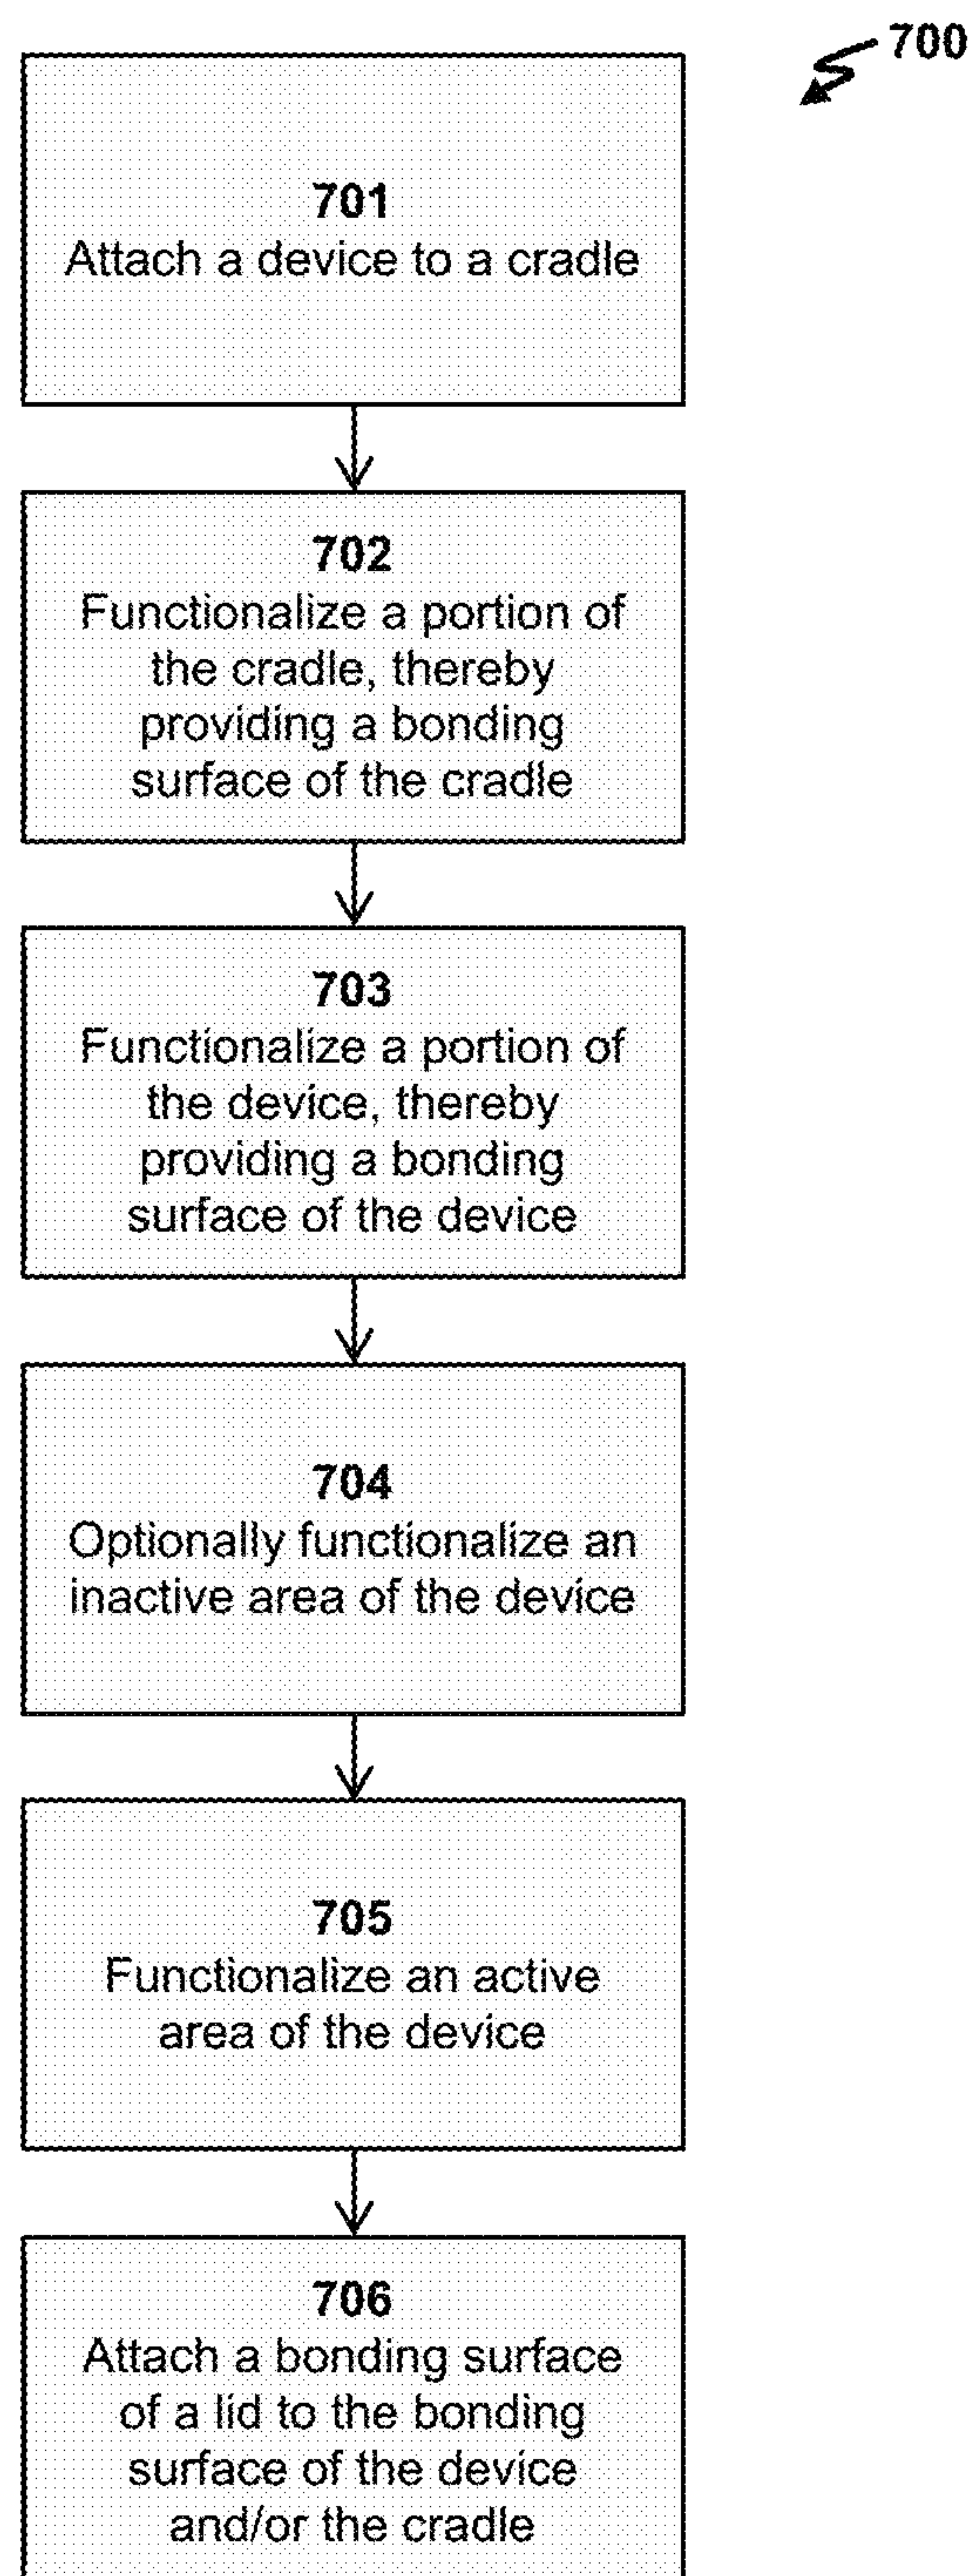 700
701
Attach a device to a cradle
702
Functionalize a portion of
the cradle, thereby
providing a bonding
surface of the cradle
703
Functionalize a portion of
the device, thereby
providing a bonding
surface of the device
704
Optionally functionalize an
inactive area of the device
705
Functionalize an active
area of the device
706
Attach a bonding surface
of a lid to the bonding
surface of the device
and/or the cradle